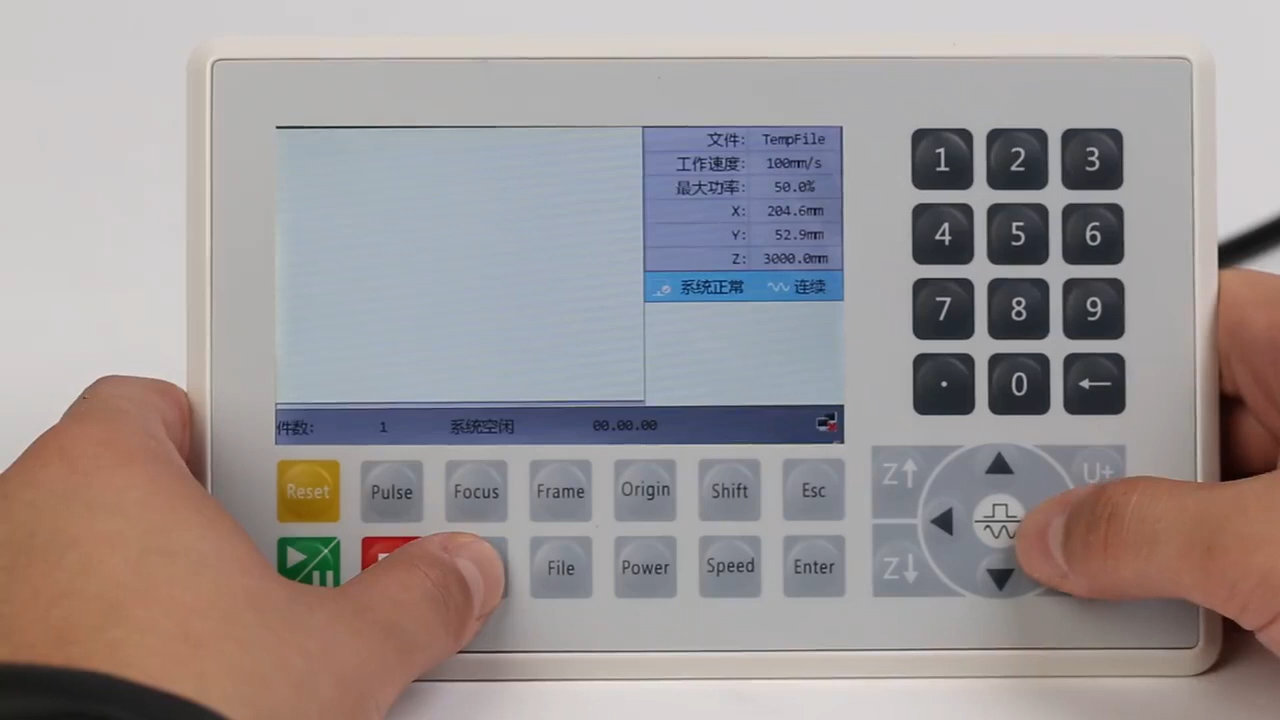 文件: TempFile
工作速度: 100mm/s
最大功率: 50.0%
X: 204.6mm
Y: 52.9mm
Z: 3000.0mm
系统正常 连续
件数: 1 系统空闲 00.00.00
1 2 3
4 5 6
7 8 9
. 0 ←
Reset Pulse Focus Frame Origin Shift Esc
File Power Speed Enter
Z↑ U+
Z↓